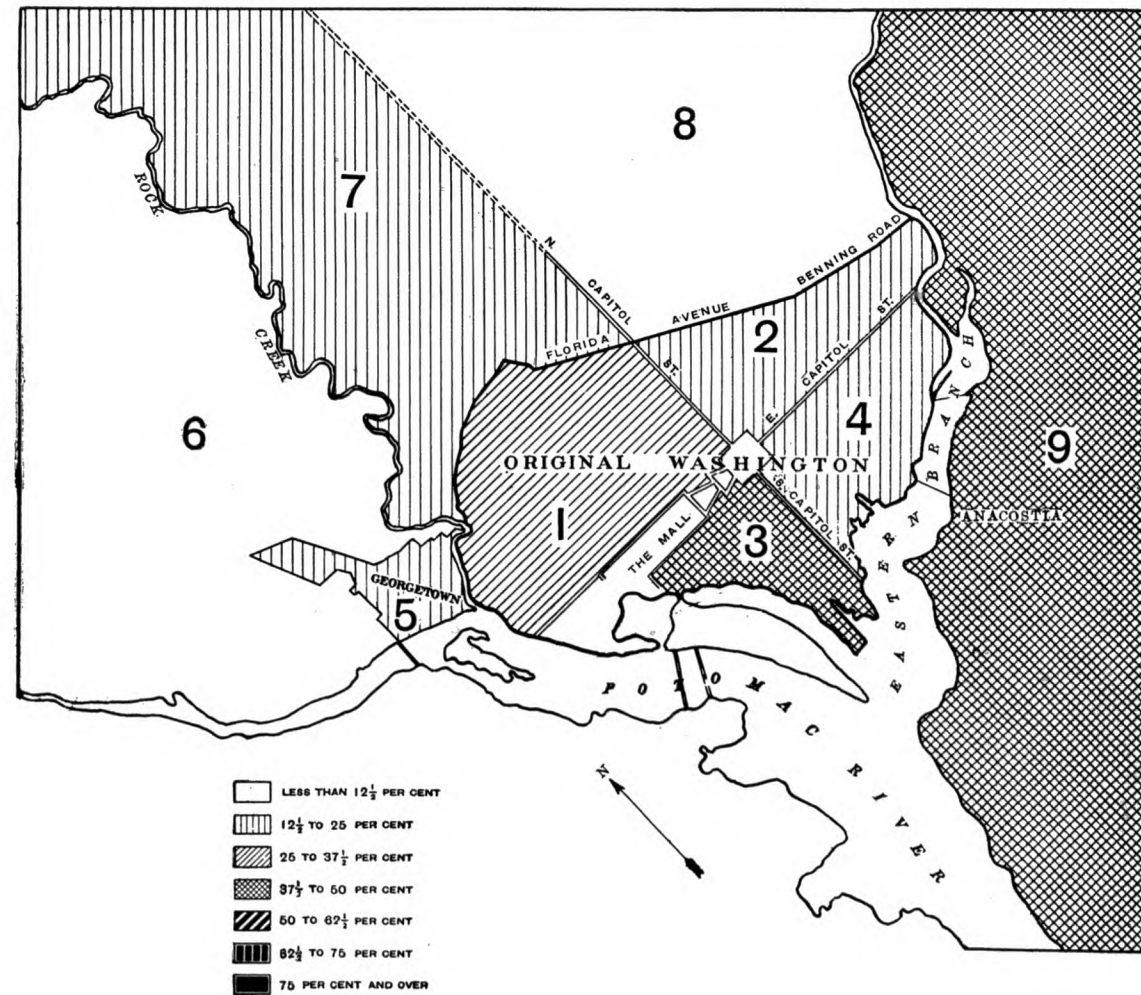 8
7
ROCK
CREEK
N. CAPITOL ST.
FLORIDA AVENUE
BENNING ROAD
2
E. CAPITOL ST.
6
4
9
ORIGINAL WASHINGTON
1
THE MALL
S. CAPITOL ST.
3
EASTERN BRANCH
ANACOSTIA
GEORGETOWN
5
POTOMAC RIVER
N
LESS THAN 12½ PER CENT
12½ TO 25 PER CENT
25 TO 37½ PER CENT
37½ TO 50 PER CENT
50 TO 62½ PER CENT
62½ TO 75 PER CENT
75 PER CENT AND OVER